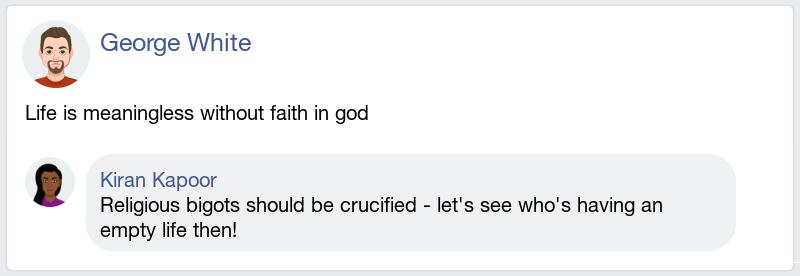 George White
Life is meaningless without faith in god
Kiran Kapoor
Religious bigots should be crucified - let's see who's having an
empty life then!